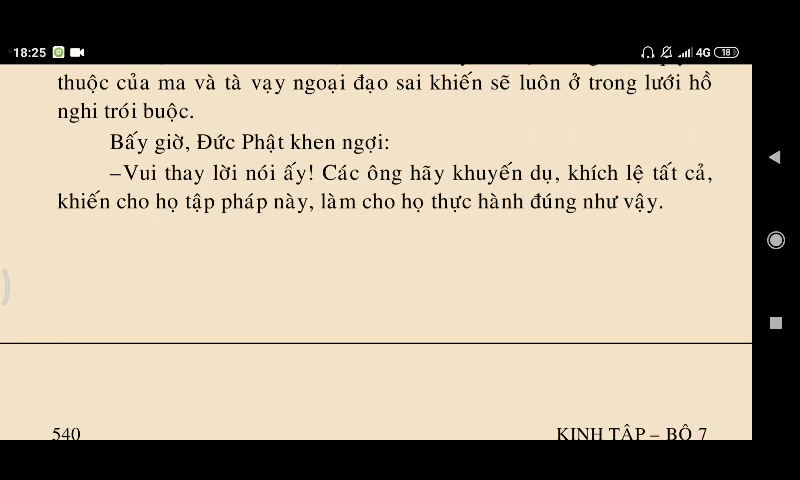 18:25
4G 18
thuộc của ma và tà vạy ngoại đạo sai khiến sẽ luôn ở trong lưới hồ
nghi trói buộc.
Bấy giờ, Đức Phật khen ngợi:
–Vui thay lời nói ấy! Các ông hãy khuyến dụ, khích lệ tất cả,
khiến cho họ tập pháp này, làm cho họ thực hành đúng như vậy.
540
KINH TẬP – BỘ 7